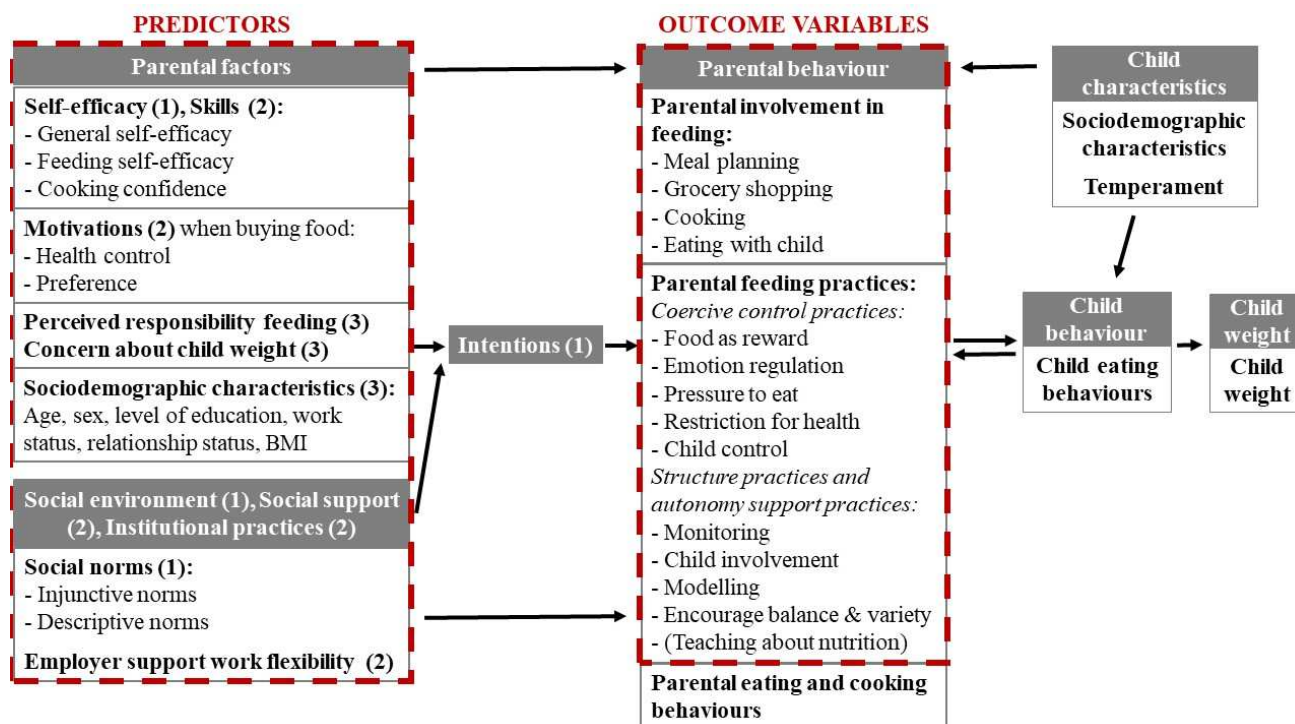 PREDICTORS
Parental factors
Self-efficacy (1), Skills (2):
- General self-efficacy
- Feeding self-efficacy
- Cooking confidence
Motivations (2) when buying food:
- Health control
- Preference
Perceived responsibility feeding (3)
Concern about child weight (3)
Sociodemographic characteristics (3):
Age, sex, level of education, work
status, relationship status, BMI
Social environment (1), Social support
(2), Institutional practices (2)
Social norms (1):
- Injunctive norms
- Descriptive norms
Employer support work flexibility (2)
Intentions (1)
OUTCOME VARIABLES
Parental behaviour
Parental involvement in
feeding:
- Meal planning
- Grocery shopping
- Cooking
- Eating with child
Parental feeding practices:
Coercive control practices:
- Food as reward
- Emotion regulation
- Pressure to eat
- Restriction for health
- Child control
Structure practices and
autonomy support practices:
- Monitoring
- Child involvement
- Modelling
- Encourage balance & variety
- (Teaching about nutrition)
Parental eating and cooking
behaviours
Child
characteristics
Sociodemographic
characteristics
Temperament
Child
behaviour
Child eating
behaviours
Child
weight
Child
weight